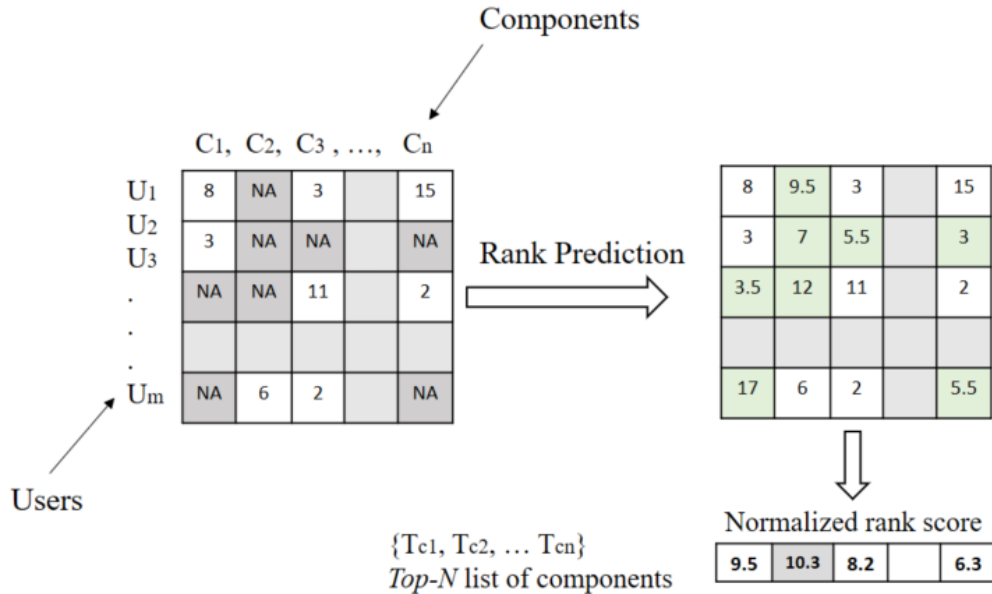 Components
C1, C2, C3 , …, Cn
U1 8 NA 3 15
U2 3 NA NA NA
U3
. NA NA 11 2
.
.
Um NA 6 2 NA
Users
Rank Prediction
8 9.5 3 15
3 7 5.5 3
3.5 12 11 2
17 6 2 5.5
Normalized rank score
9.5 10.3 8.2 6.3
{Tc1, Tc2, … Tcn}
Top-N list of components